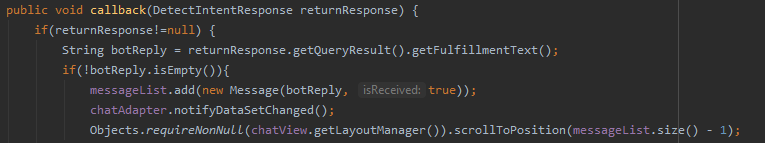 public void callback(DetectIntentResponse returnResponse) {
if(returnResponse!=null) {
String botReply = returnResponse.getQueryResult().getFulfillmentText();
if(!botReply.isEmpty()){
messageList.add(new Message(botReply, isReceived: true));
chatAdapter.notifyDataSetChanged();
Objects.requireNonNull(chatView.getLayoutManager()).scrollToPosition(messageList.size() - 1);